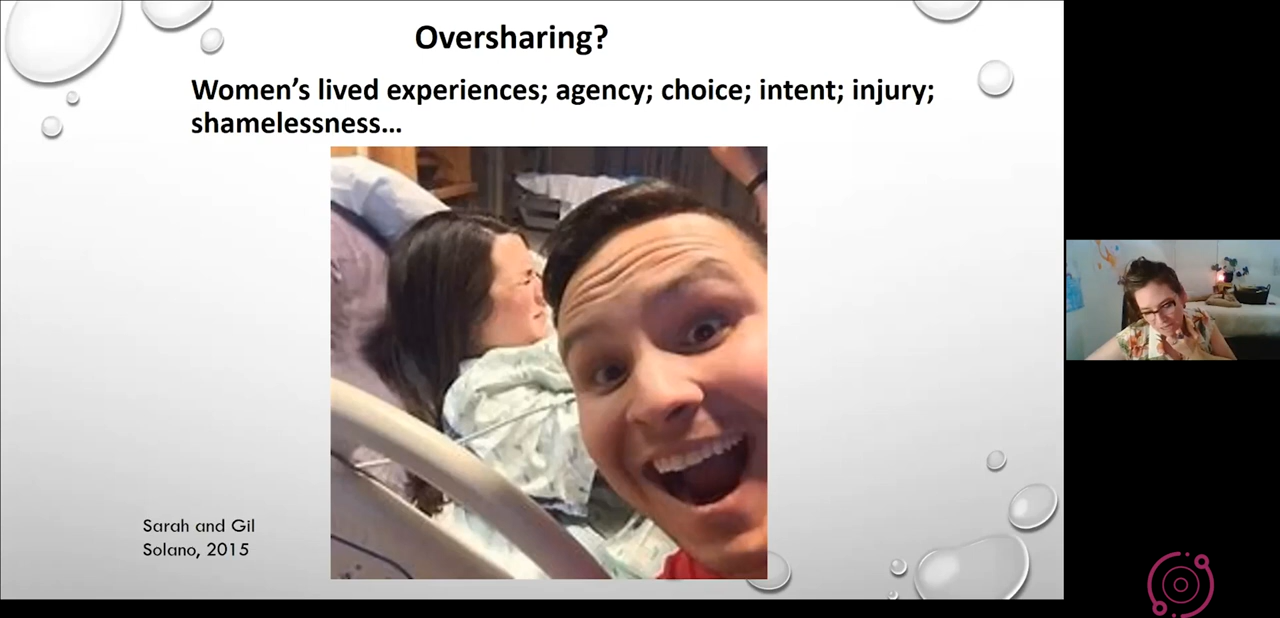 Oversharing?
Women’s lived experiences; agency; choice; intent; injury;
shamelessness…
Sarah and Gil
Solano, 2015